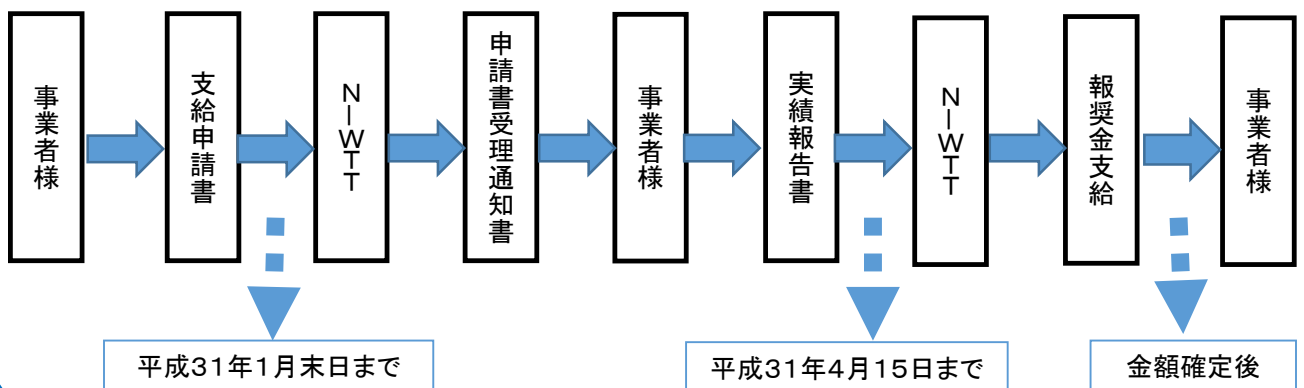 事業者様
支給申請書
NIWTT
申請書受理通知書
事業者様
実績報告書
NIWTT
報奨金支給
事業者様
平成31年1月末日まで
平成31年4月15日まで
金額確定後